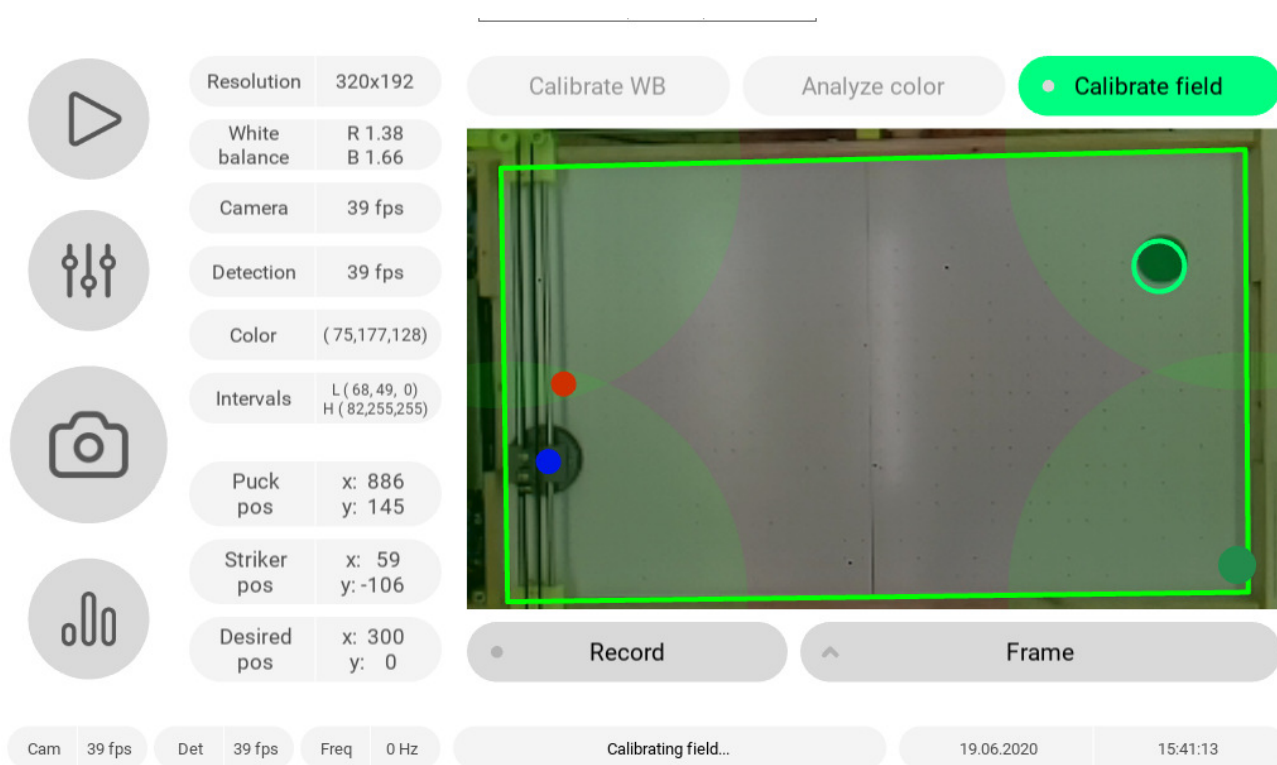 Resolution 320x192
White balance R 1.38 B 1.66
Camera 39 fps
Detection 39 fps
Color (75,177,128)
Intervals L (68,49, 0) H (82,255,255)
Puck pos x: 886 y: 145
Striker pos x: 59 y:-106
Desired pos x: 300 y: 0
Calibrate WB
Analyze color
Calibrate field
Record
Frame
Cam 39 fps
Det 39 fps
Freq 0 Hz
Calibrating field...
19.06.2020
15:41:13